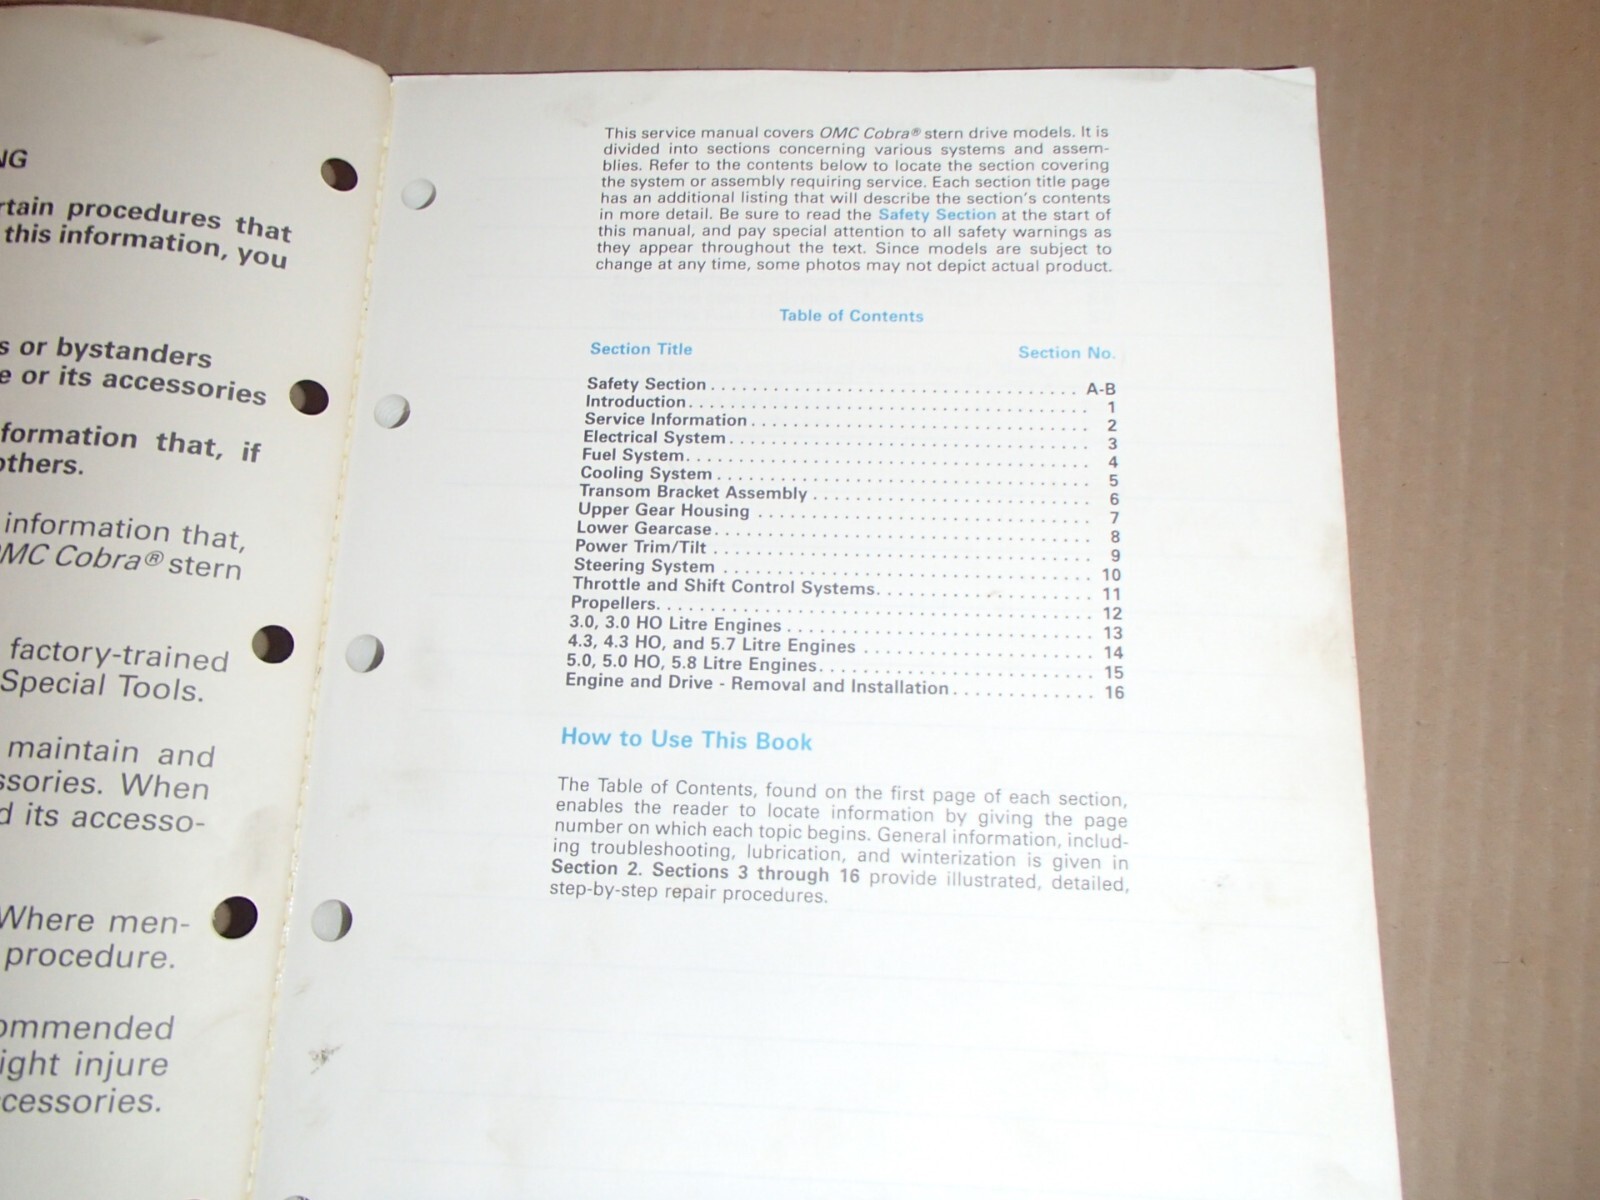 NG
rtain procedures that
this information, you
s or bystanders
e or its accessories
formation that, if
others.
information that,
OMC Cobra® stern
factory-trained
Special Tools.
maintain and
ssories. When
d its accesso-
Where men-
procedure.
ommended
ight injure
cessories.
This service manual covers OMC Cobra® stern drive models. It is
divided into sections concerning various systems and assem-
blies. Refer to the contents below to locate the section covering
the system or assembly requiring service. Each section title page
has an additional listing that will describe the section's contents
in more detail. Be sure to read the Safety Section at the start of
this manual, and pay special attention to all safety warnings as
they appear throughout the text. Since models are subject to
change at any time, some photos may not depict actual product.
Table of Contents
Section Title Section No.
Safety Section . . . . . . . . . . . . . . . . . . . . A-B
Introduction . . . . . . . . . . . . . . . . . . . . 1
Service Information . . . . . . . . . . . . . . . . . . . . 2
Electrical System . . . . . . . . . . . . . . . . . . . . 3
Fuel System . . . . . . . . . . . . . . . . . . . . 4
Cooling System . . . . . . . . . . . . . . . . . . . . 5
Transom Bracket Assembly . . . . . . . . . . . . . . . . . . . . 6
Upper Gear Housing . . . . . . . . . . . . . . . . . . . . 7
Lower Gearcase . . . . . . . . . . . . . . . . . . . . 8
Power Trim/Tilt . . . . . . . . . . . . . . . . . . . . 9
Steering System . . . . . . . . . . . . . . . . . . . . 10
Throttle and Shift Control Systems . . . . . . . . . . . . . . . . . . . . 11
Propellers . . . . . . . . . . . . . . . . . . . . 12
3.0, 3.0 HO Litre Engines . . . . . . . . . . . . . . . . . . . . 13
4.3, 4.3 HO, and 5.7 Litre Engines . . . . . . . . . . . . . . . . . . . . 14
5.0, 5.0 HO, 5.8 Litre Engines . . . . . . . . . . . . . . . . . . . . 15
Engine and Drive - Removal and Installation . . . . . . . . . . . . . 16
How to Use This Book
The Table of Contents, found on the first page of each section,
enables the reader to locate information by giving the page
number on which each topic begins. General information, includ-
ing troubleshooting, lubrication, and winterization is given in
Section 2. Sections 3 through 16 provide illustrated, detailed,
step-by-step repair procedures.